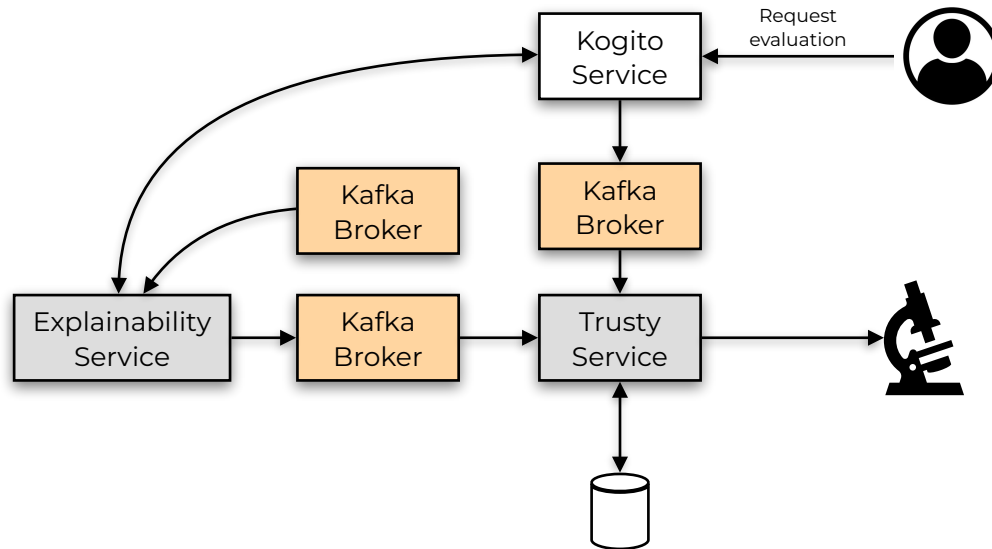 Request
evaluation
Kogito
Service
Kafka
Broker
Kafka
Broker
Explainability
Service
Kafka
Broker
Trusty
Service